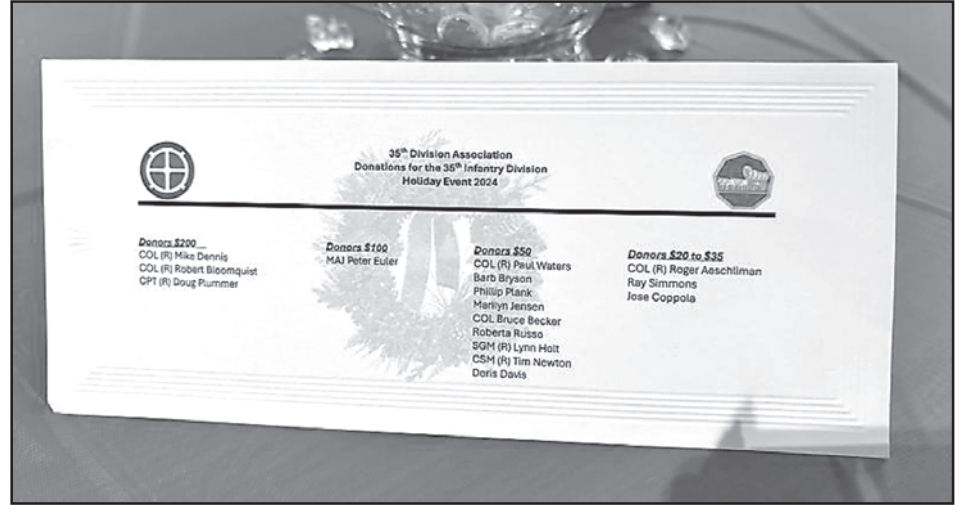 35th Division Association
Donations for the 35th Infantry Division
Holiday Event 2024
Donors $200
COL (R) Mike Dennis
COL (R) Robert Bloomquist
CPT (R) Doug Plummer
Donors $100
MAJ Peter Euler
Donors $50
COL (R) Paul Waters
Barb Bryson
Phillip Plank
Marilyn Jensen
COL Bruce Becker
Roberta Russo
SGM (R) Lynn Holt
CSM (R) Tim Newton
Doris Davis
Donors $20 to $35
COL (R) Roger Aeschliman
Ray Simmons
Jose Coppola